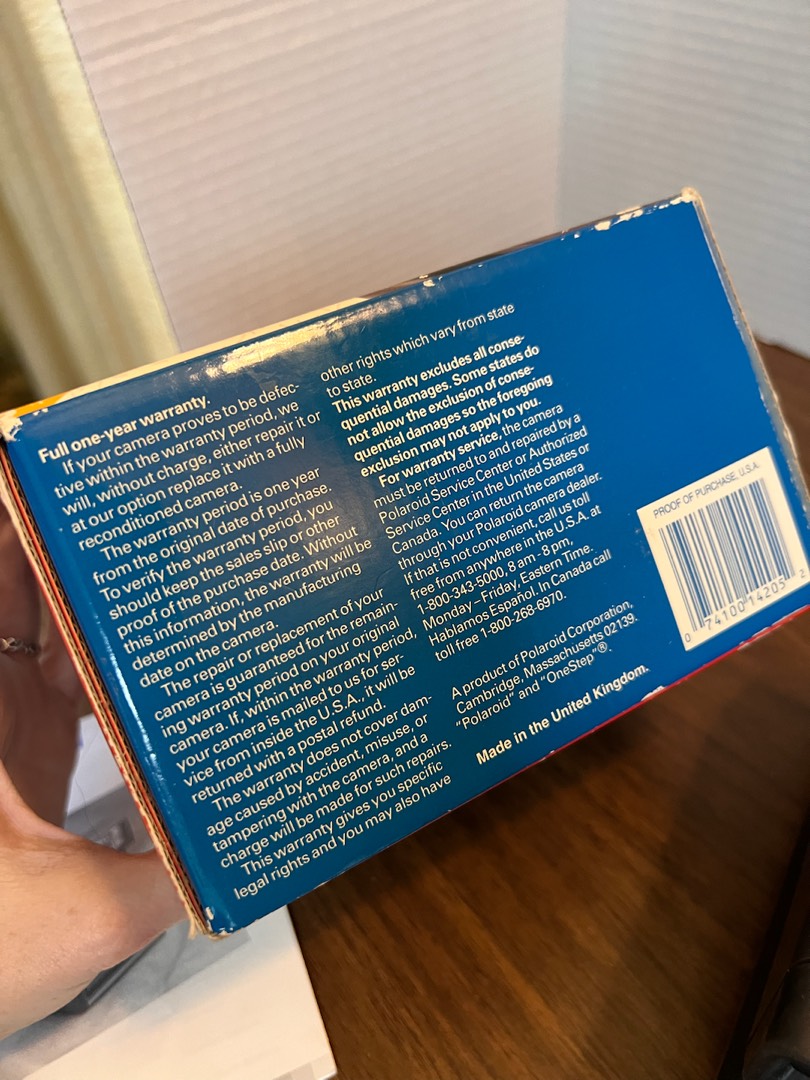 Full one-year warranty.
If your camera proves to be defec-
tive within the warranty period, we
will, without charge, either repair it or
at our option replace it with a fully
reconditioned camera.
The warranty period is one year
from the original date of purchase.
To verify the warranty period, you
should keep the sales slip or other
proof of the purchase date. Without
this information, the warranty will be
determined by the manufacturing
date on the camera.
The repair or replacement of your
camera is guaranteed for the remain-
ing warranty period on your original
camera. If, within the warranty period,
your camera is mailed to us for ser-
vice from inside the U.S.A., it will be
returned with a postal refund.
The warranty does not cover dam-
age caused by accident, misuse, or
tampering with the camera, and a
charge will be made for such repairs.
This warranty gives you specific
legal rights and you may also have
other rights which vary from state
to state.
This warranty excludes all conse-
quential damages. Some states do
not allow the exclusion of conse-
quential damages so the foregoing
exclusion may not apply to you.
For warranty service, the camera
must be returned to and repaired by a
Polaroid Service Center or Authorized
Service Center in the United States or
Canada. You can return the camera
through your Polaroid camera dealer.
If that is not convenient, call us toll
free from anywhere in the U.S.A. at
1-800-343-5000, 8 am - 8 pm,
Monday – Friday, Eastern Time.
Hablamos Español. In Canada call
toll free 1-800-268-6970.
A product of Polaroid Corporation,
Cambridge, Massachusetts 02139.
"Polaroid" and "OneStep"®.
Made in the United Kingdom.
PROOF OF PURCHASE, U.S.A.
0 74100 14205 2